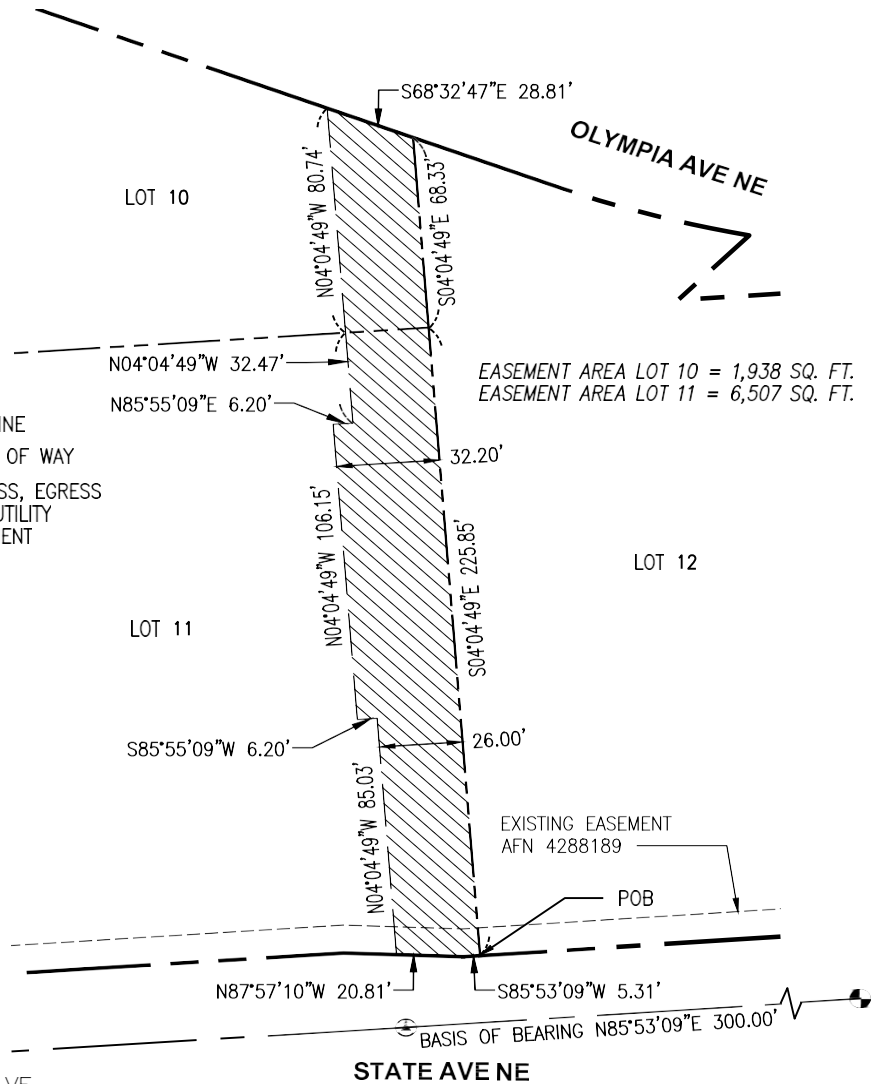 S68°32'47"E 28.81'
OLYMPIA AVE NE
LOT 10
N04°04'49"W 80.74'
S04°04'49"E 68.33'
N04°04'49"W 32.47'
EASEMENT AREA LOT 10 = 1,938 SQ. FT.
EASEMENT AREA LOT 11 = 6,507 SQ. FT.
N85°55'09"E 6.20'
INE
OF WAY
32.20'
SS, EGRESS
UTILITY
ENT
N04°04'49"W 106.15'
S04°04'49"E 225.85'
LOT 12
LOT 11
S85°55'09"W 6.20'
26.00'
N04°04'49"W 85.03'
EXISTING EASEMENT
AFN 4288189
POB
N87°57'10"W 20.81'
S85°53'09"W 5.31'
BASIS OF BEARING N85°53'09"E 300.00'
STATE AVE NE